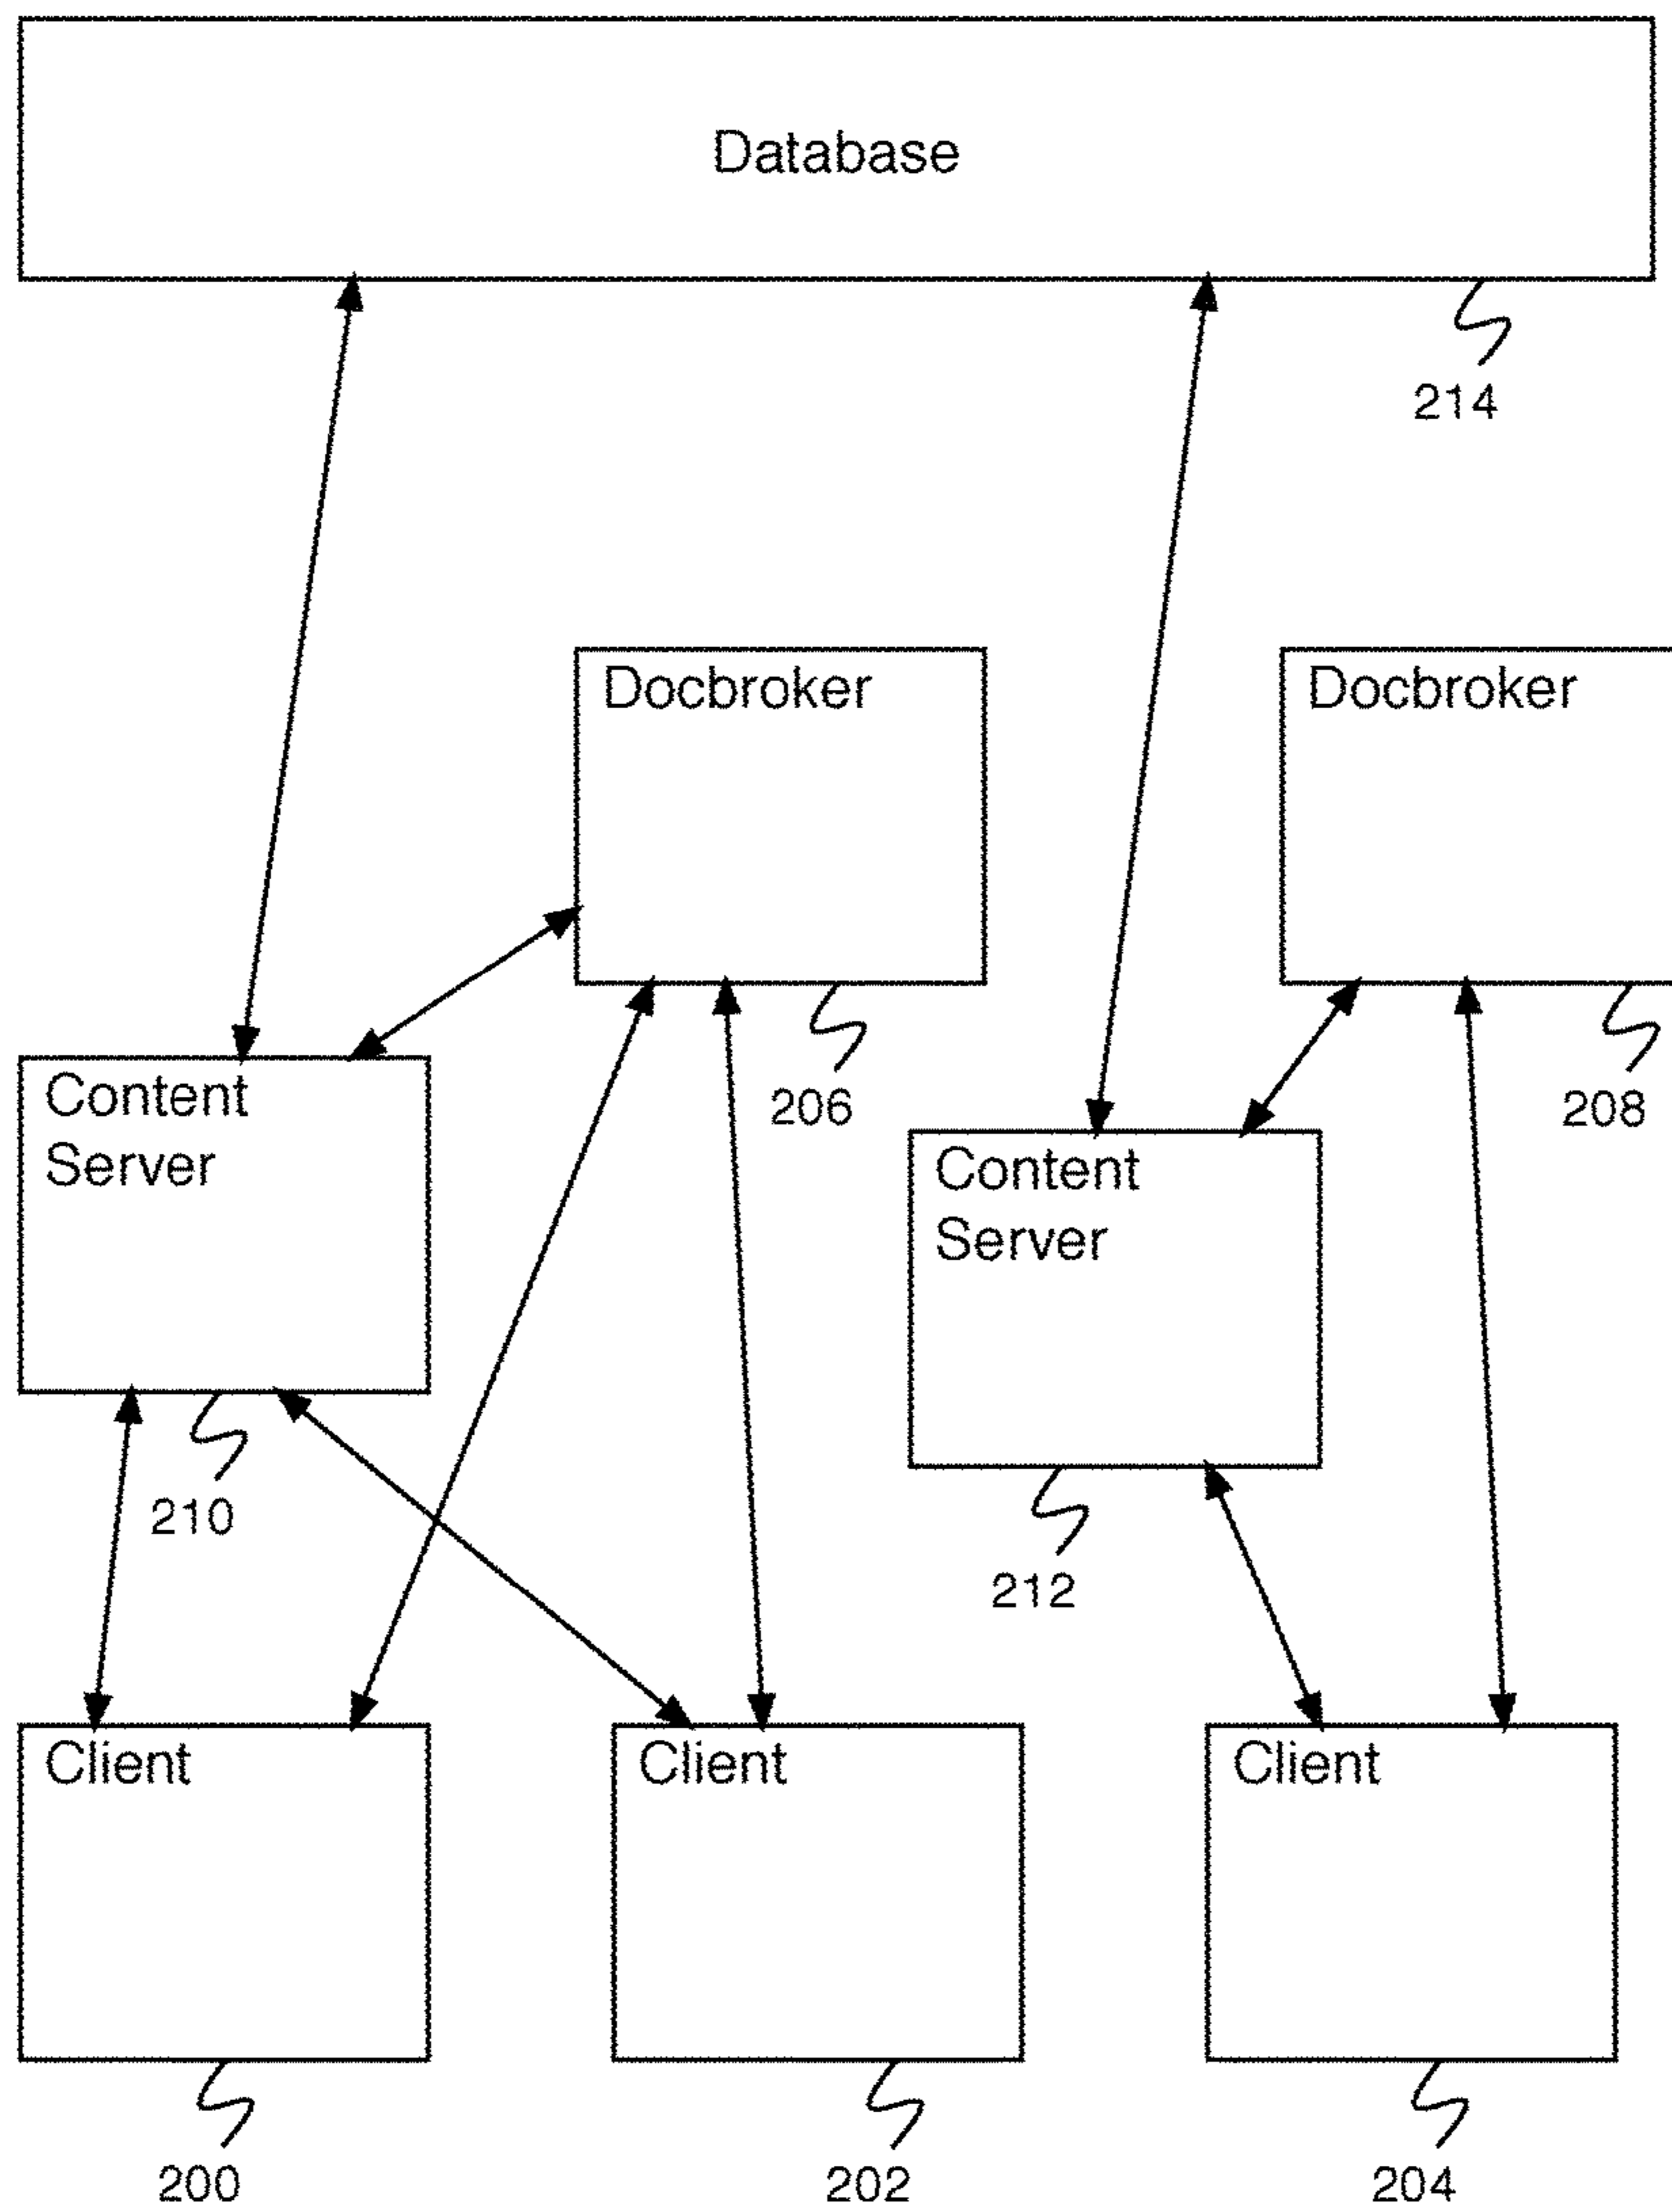 Database
214
Docbroker
Docbroker
206
208
Content
Server
Content
Server
210
212
Client
Client
Client
200
202
204